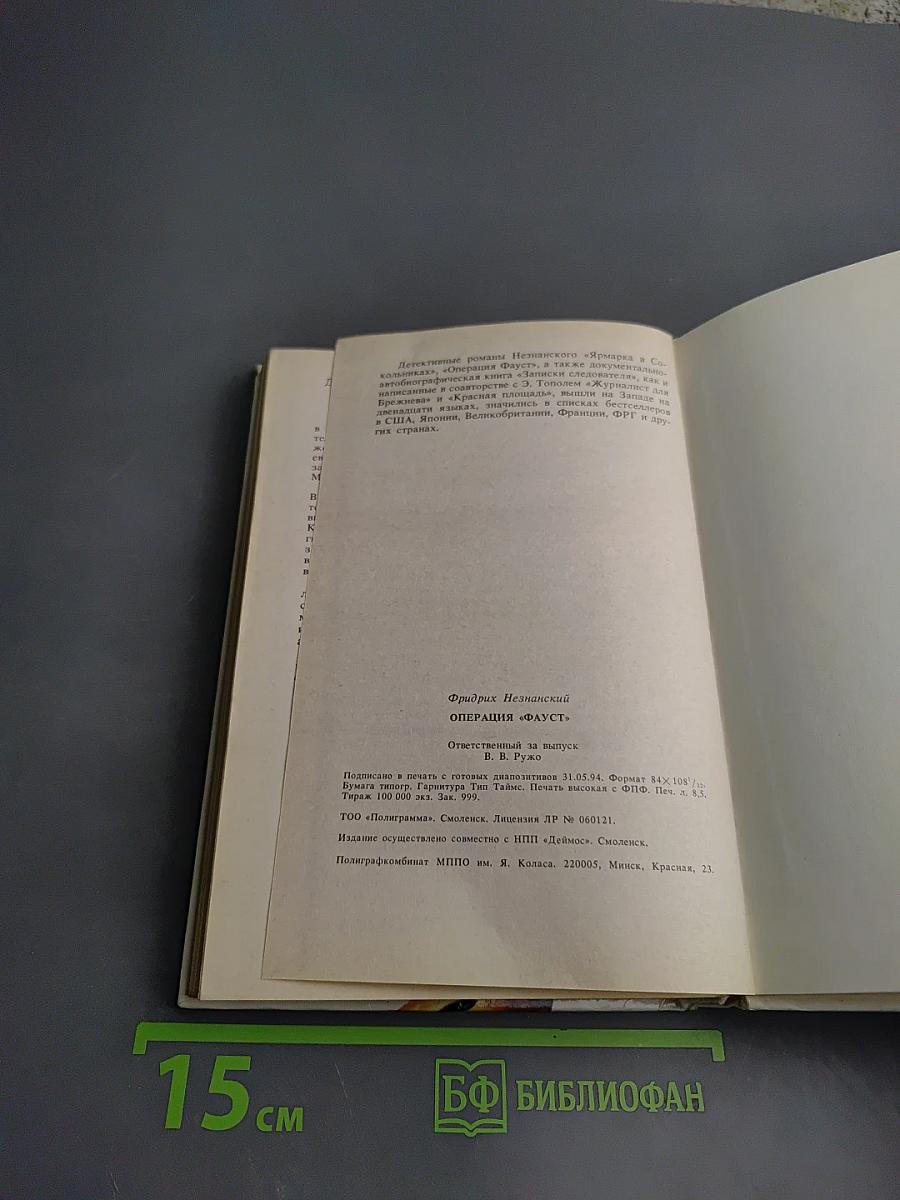 Детективные романы Незнанского «Ярмарка в Со-
кольниках», «Операция Фауст», а также документально-
автобиографическая книга «Записки следователя», как и
написанные в соавторстве с Э. Тополем «Журналист для
Брежнева» и «Красная площадь», вышли на Западе на
двенадцати языках, значились в списках бестселлеров
в США, Японии, Великобритании, Франции, ФРГ и дру-
гих странах.
Фридрих Незнанский
ОПЕРАЦИЯ «ФАУСТ»
Ответственный за выпуск
В. В. Ружо
Подписано в печать с готовых диапозитивов 31.05.94. Формат 84×108¹/₃₂.
Бумага типогр. Гарнитура Тип Таймс. Печать высокая с ФПФ. Печ. л. 8,5.
Тираж 100 000 экз. Зак. 999.
ТОО «Полиграмма». Смоленск. Лицензия ЛР № 060121.
Издание осуществлено совместно с НПП «Деймос». Смоленск.
Полиграфкомбинат МППО им. Я. Коласа. 220005, Минск, Красная, 23.
15 см
БФ БИБЛИОФАН